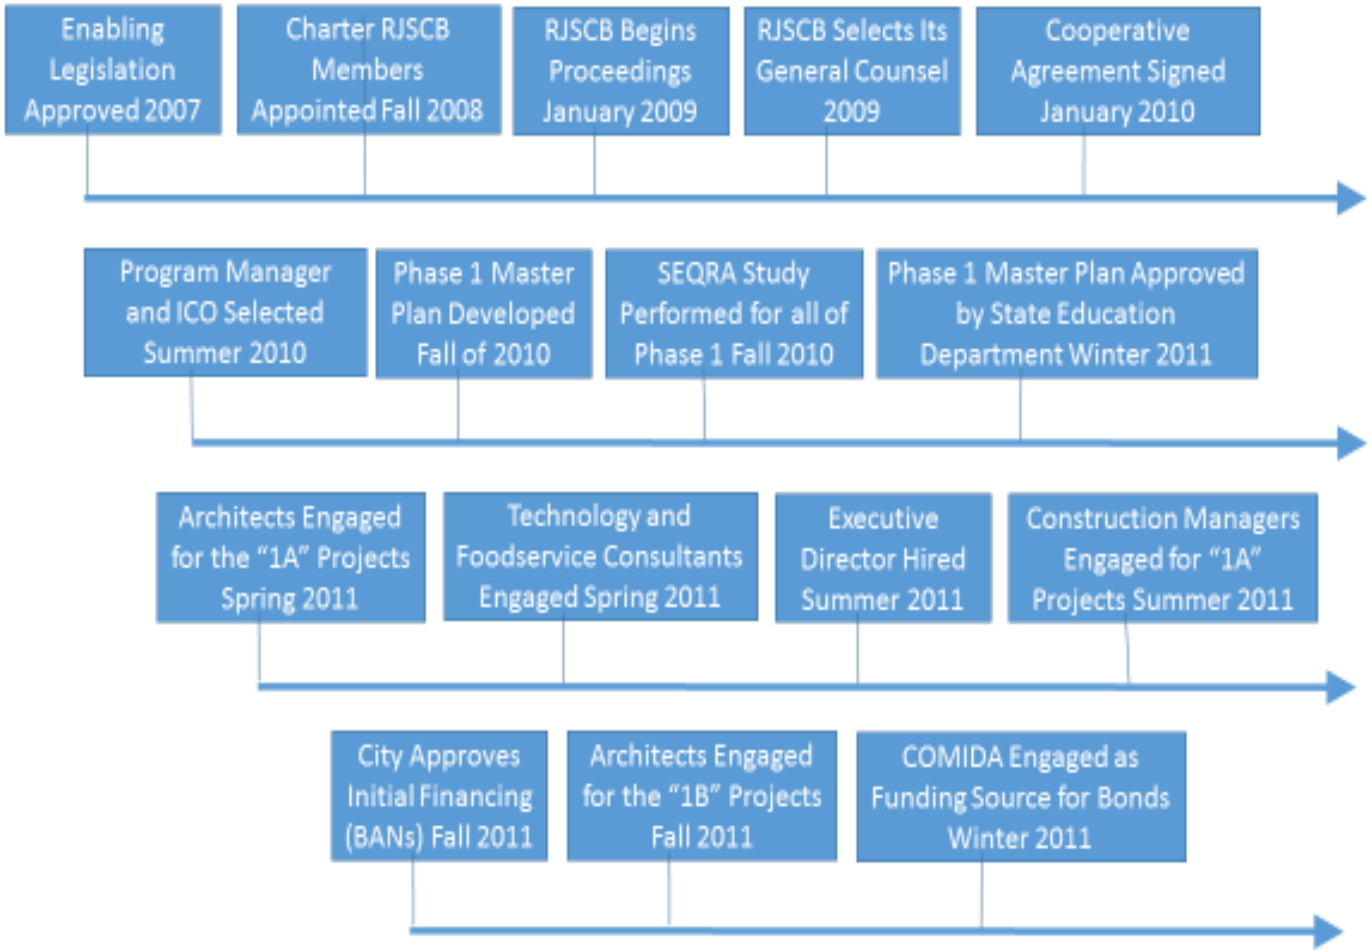 Enabling
Legislation
Approved 2007
Charter RJSCB
Members
Appointed Fall 2008
RJSCB Begins
Proceedings
January 2009
RJSCB Selects Its
General Counsel
2009
Cooperative
Agreement Signed
January 2010
Program Manager
and ICO Selected
Summer 2010
Phase 1 Master
Plan Developed
Fall of 2010
SEQRA Study
Performed for all of
Phase 1 Fall 2010
Phase 1 Master Plan Approved
by State Education
Department Winter 2011
Architects Engaged
for the “1A” Projects
Spring 2011
Technology and
Foodservice Consultants
Engaged Spring 2011
Executive
Director Hired
Summer 2011
Construction Managers
Engaged for “1A”
Projects Summer 2011
City Approves
Initial Financing
(BANs) Fall 2011
Architects Engaged
for the “1B” Projects
Fall 2011
COMIDA Engaged as
Funding Source for Bonds
Winter 2011